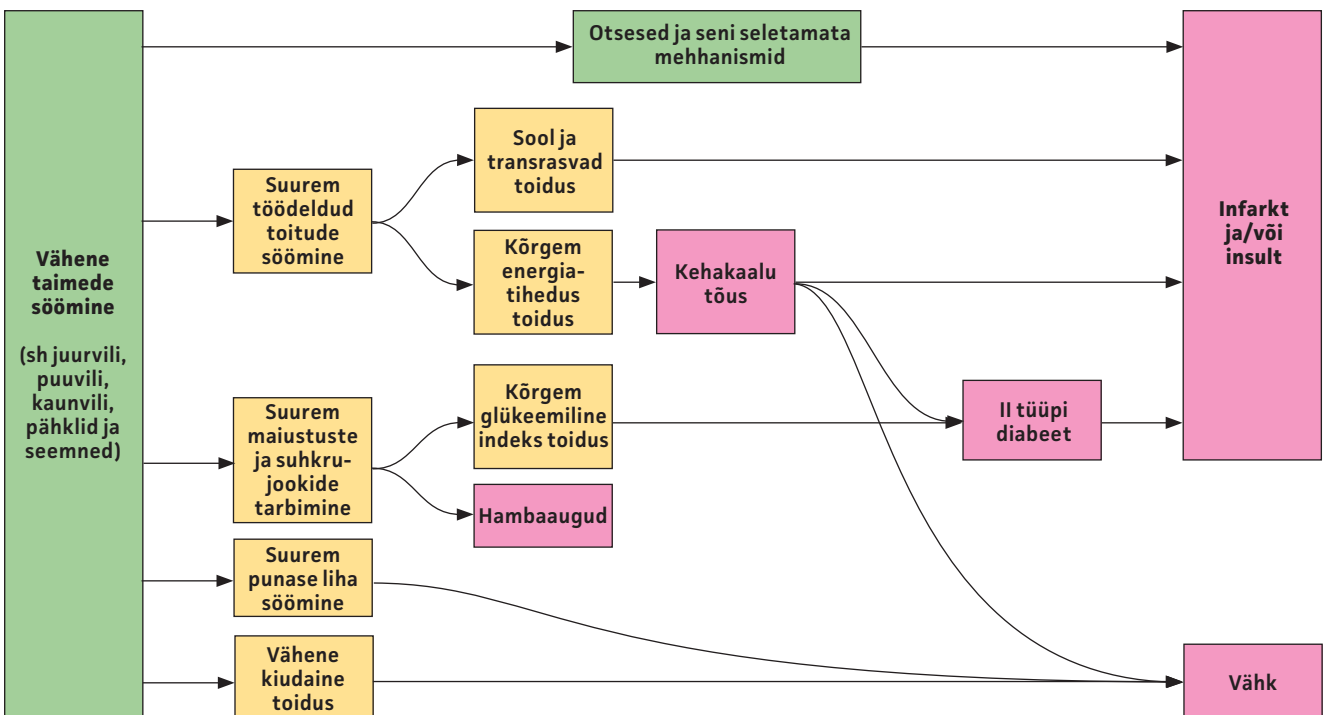 Otsesed ja seni seletamata
mehhanismid
Vähene
taimede
söömine
(sh juurvili,
puuvili,
kaunvili,
pähklid ja
seemned)
Suurem
töödeldud
toitude
söömine
Sool ja
transrasvad
toidus
Kõrgem
energia-
tihedus
toidus
Kehakaalu
tõus
Infarkt
ja/või
insult
Suurem
maiustuste
ja suhkru-
jookide
tarbimine
Kõrgem
glükeemiline
indeks toidus
Hambaaugud
II tüüpi
diabeet
Suurem
punase liha
söömine
Vähene
kiudaine
toidus
Vähk